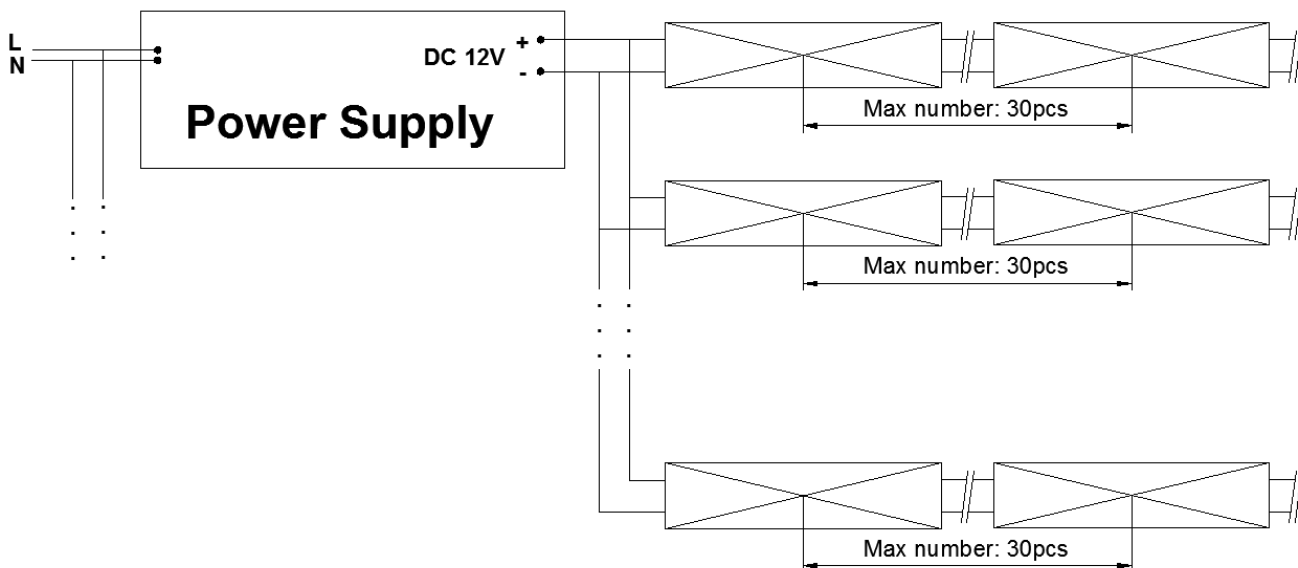 L
N
DC 12V
+
-
Power Supply
Max number: 30pcs
Max number: 30pcs
Max number: 30pcs